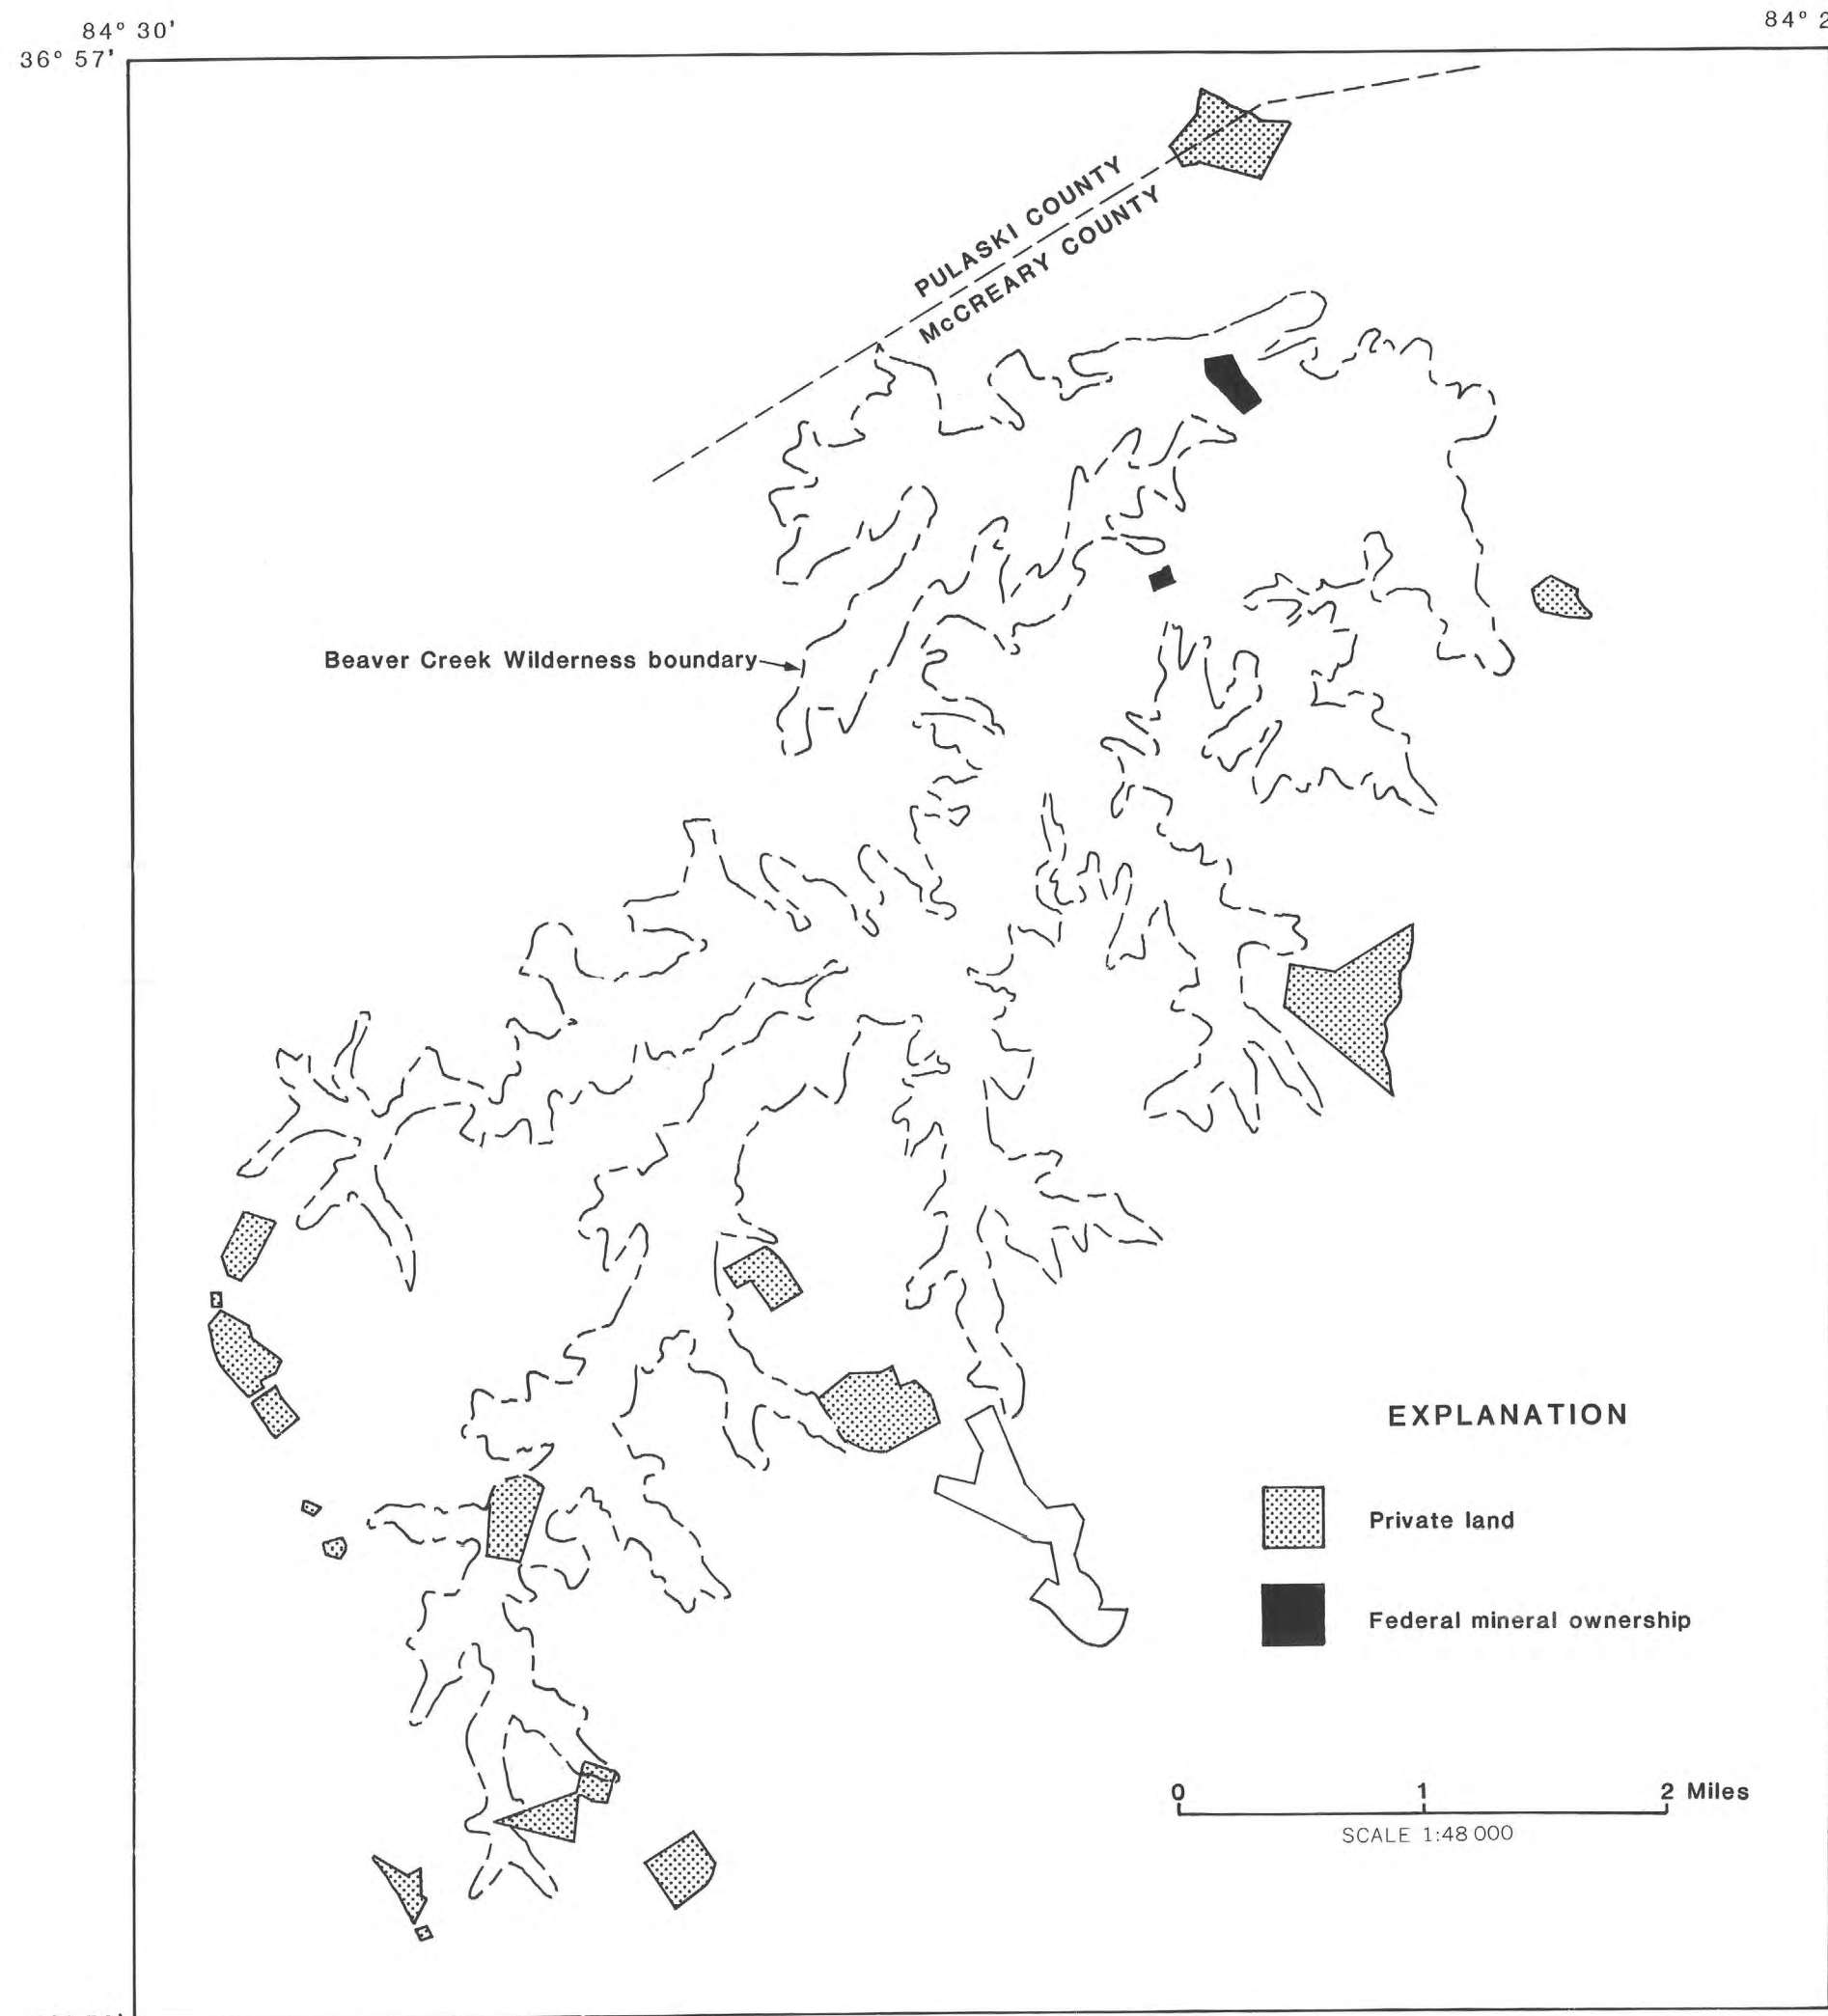 84° 30'
84° 2
36° 57'
PULASKI COUNTY
McCREARY COUNTY
Beaver Creek Wilderness boundary
EXPLANATION
Private land
Federal mineral ownership
0 1 2 Miles
SCALE 1:48 000